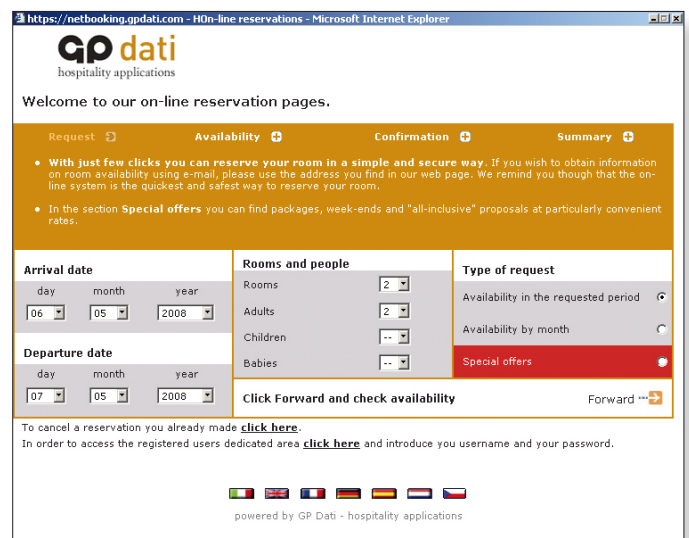 https://netbooking.gpdati.com - HOn-line reservations - Microsoft Internet Explorer
GP dati
hospitality applications
Welcome to our on-line reservation pages.
Request Availability Confirmation Summary
With just few clicks you can reserve your room in a simple and secure way. If you wish to obtain information
on room availability using e-mail, please use the address you find in our web page. We remind you though that the on-
line system is the quickest and safest way to reserve your room.
In the section Special offers you can find packages, week-ends and "all-inclusive" proposals at particularly convenient
rates.
Arrival date
day month year
06 05 2008
Departure date
day month year
07 05 2008
Rooms and people
Rooms 2
Adults 2
Children --
Babies --
Type of request
Availability in the requested period
Availability by month
Special offers
Click Forward and check availability Forward
To cancel a reservation you already made click here.
In order to access the registered users dedicated area click here and introduce you username and your password.
powered by GP Dati - hospitality applications